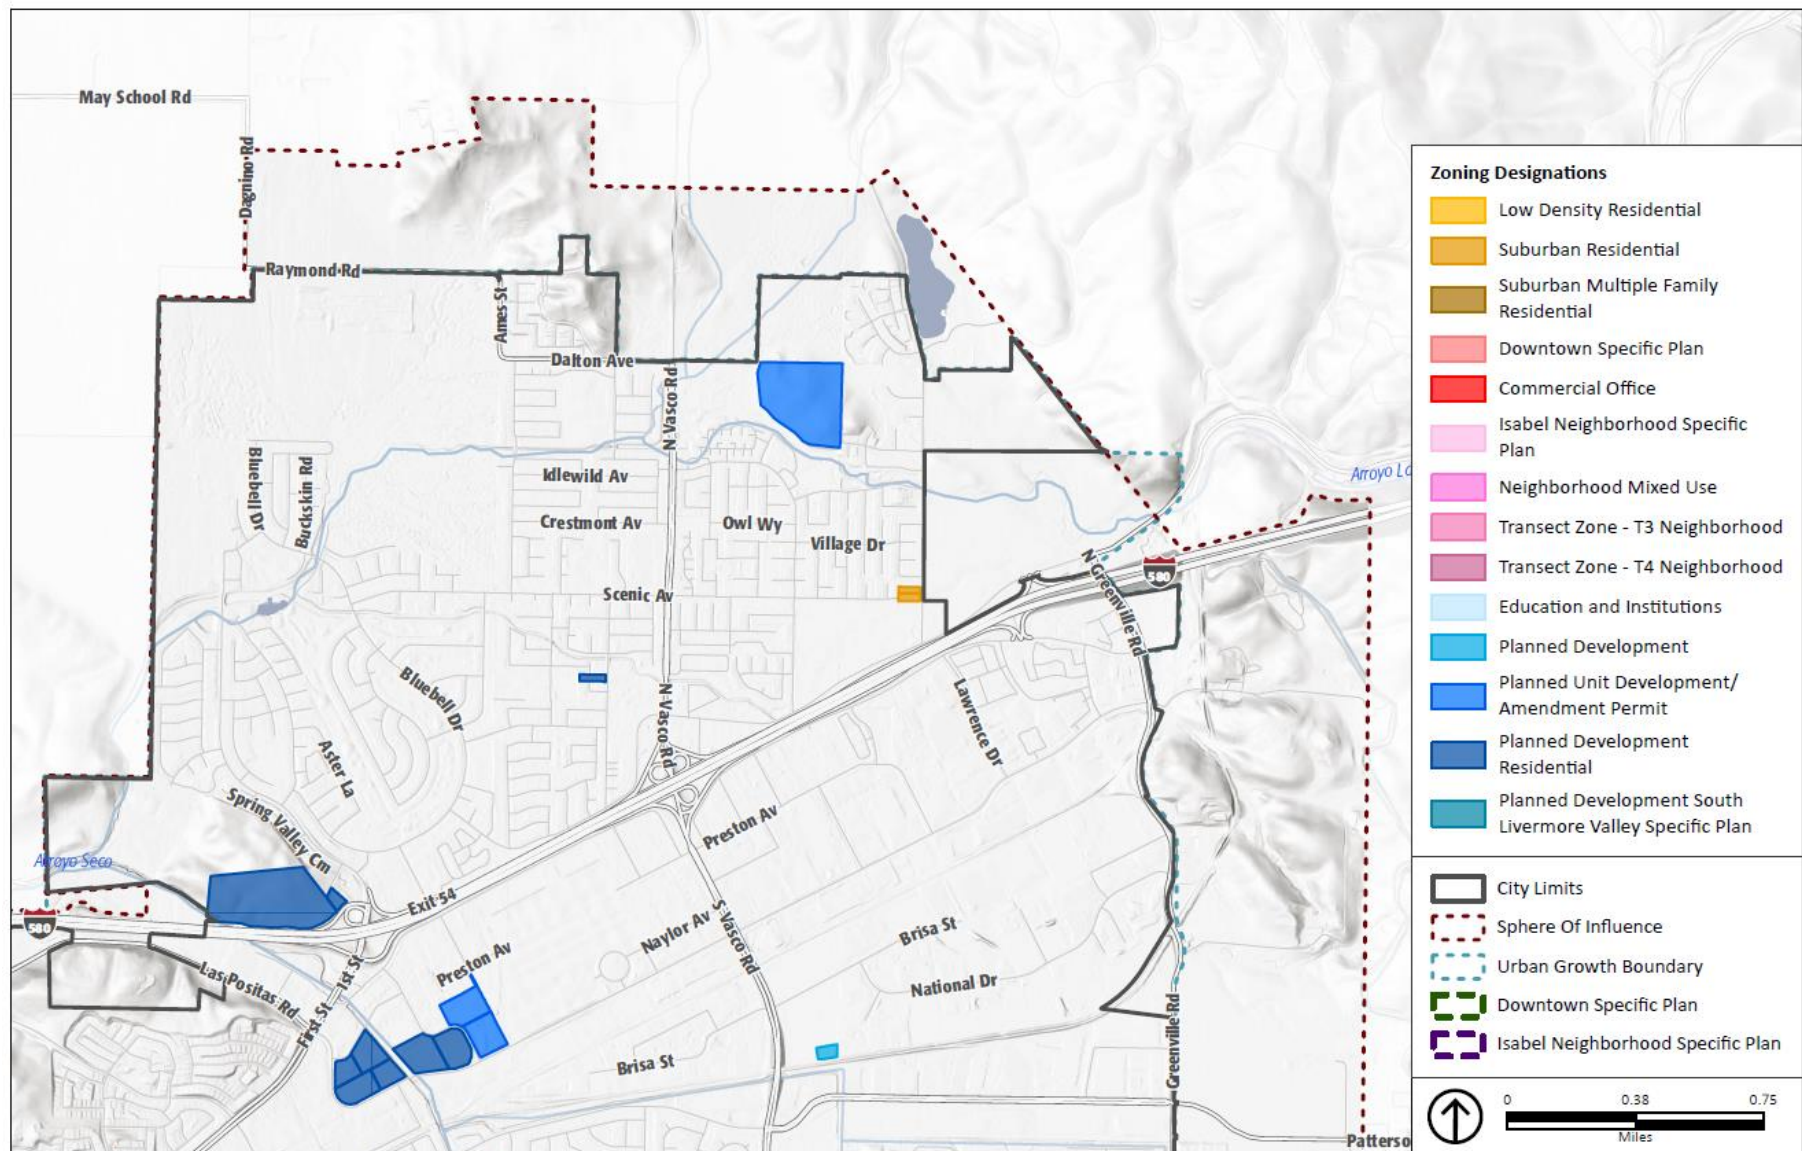 May School Rd
Dagnino Rd
Raymond Rd
Ames St
Dalton Ave
N Vasco Rd
Bluebell Dr
Buckskin Rd
Idlewild Av
Crestmont Av
Owl Wy
Village Dr
Scenic Av
N Greenville Rd
580
Arroyo
Bluebell Dr
N Vasco Rd
Lawrence Dr
Aster La
Spring Valley Cm
Preston Av
Arroyo Seco
Exit 54
580
S Vasco Rd
Naylor Av
Brisa St
Preston Av
1st St
Las Positas Rd
First St
National Dr
Greenville Rd
Brisa St
Patterso
Zoning Designations
Low Density Residential
Suburban Residential
Suburban Multiple Family
Residential
Downtown Specific Plan
Commercial Office
Isabel Neighborhood Specific
Plan
Neighborhood Mixed Use
Transect Zone - T3 Neighborhood
Transect Zone - T4 Neighborhood
Education and Institutions
Planned Development
Planned Unit Development/
Amendment Permit
Planned Development
Residential
Planned Development South
Livermore Valley Specific Plan
City Limits
Sphere Of Influence
Urban Growth Boundary
Downtown Specific Plan
Isabel Neighborhood Specific Plan
0 0.38 0.75
Miles